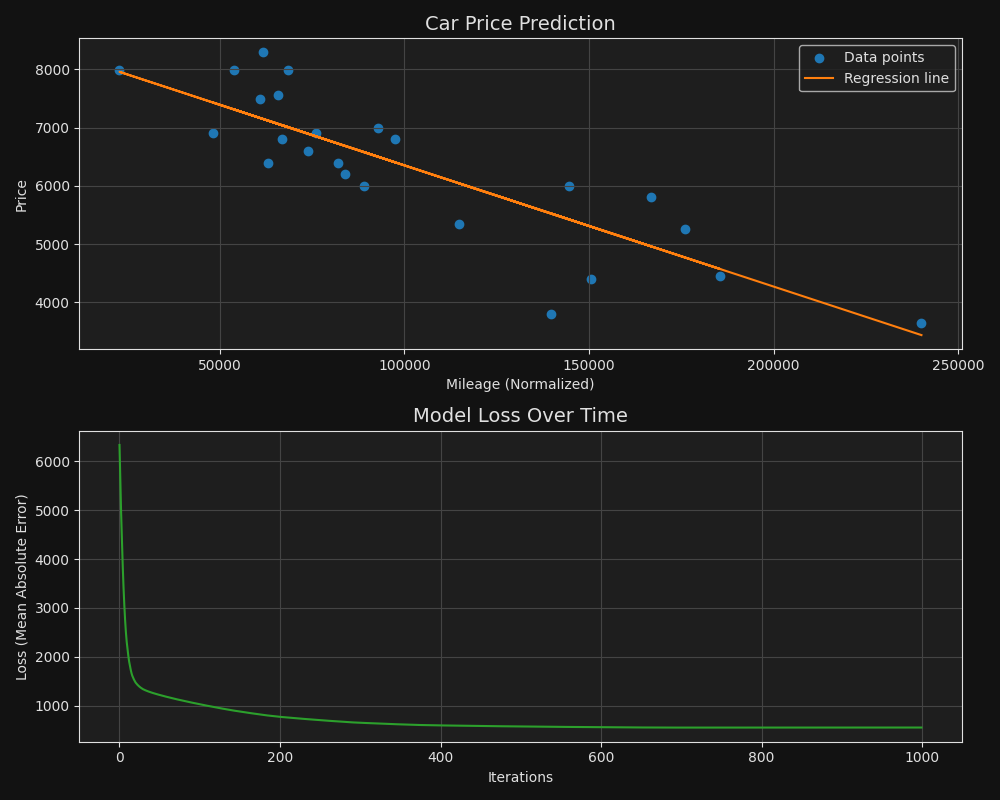 Car Price Prediction
Data points
Regression line
8000
7000
6000
5000
4000
Price
50000
100000
150000
200000
250000
Mileage (Normalized)
Model Loss Over Time
6000
5000
4000
3000
2000
1000
Loss (Mean Absolute Error)
0
200
400
600
800
1000
Iterations